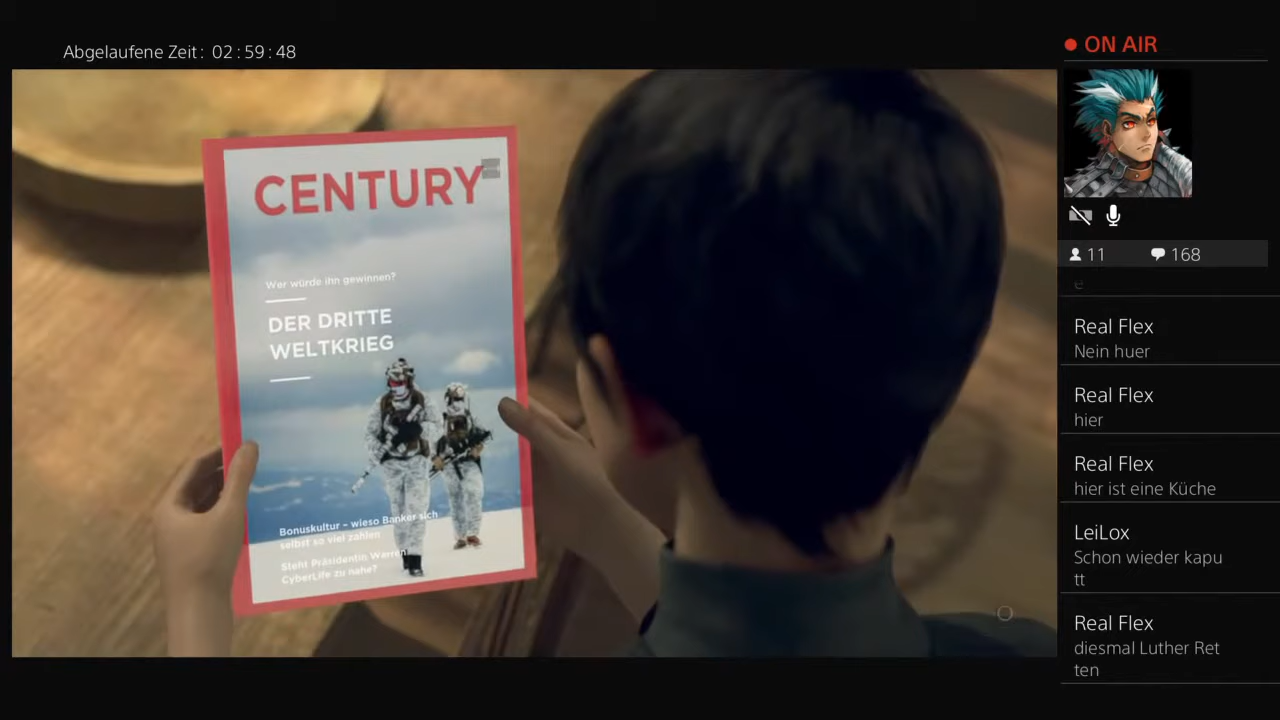 Abgelaufene Zeit: 02:59:48
ON AIR
CENTURY
Wer würde ihn gewinnen?
DER DRITTE
WELTKRIEG
Bonuskultur – wieso Banker sich
selbst so viel zahlen
Steht Präsidentin Warren
CyberLife zu nahe?
11
168
e
Real Flex
Nein huer
Real Flex
hier
Real Flex
hier ist eine Küche
LeiLox
Schon wieder kapu
tt
Real Flex
diesmal Luther Ret
ten